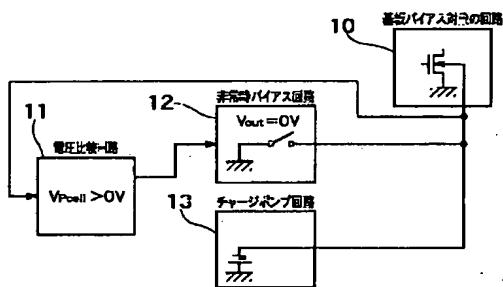 10
基板バイアス対象の回路
11
電圧比較回路
VPcell >0V
12
非常時バイアス回路
Vout=0V
13
チャージポンプ回路